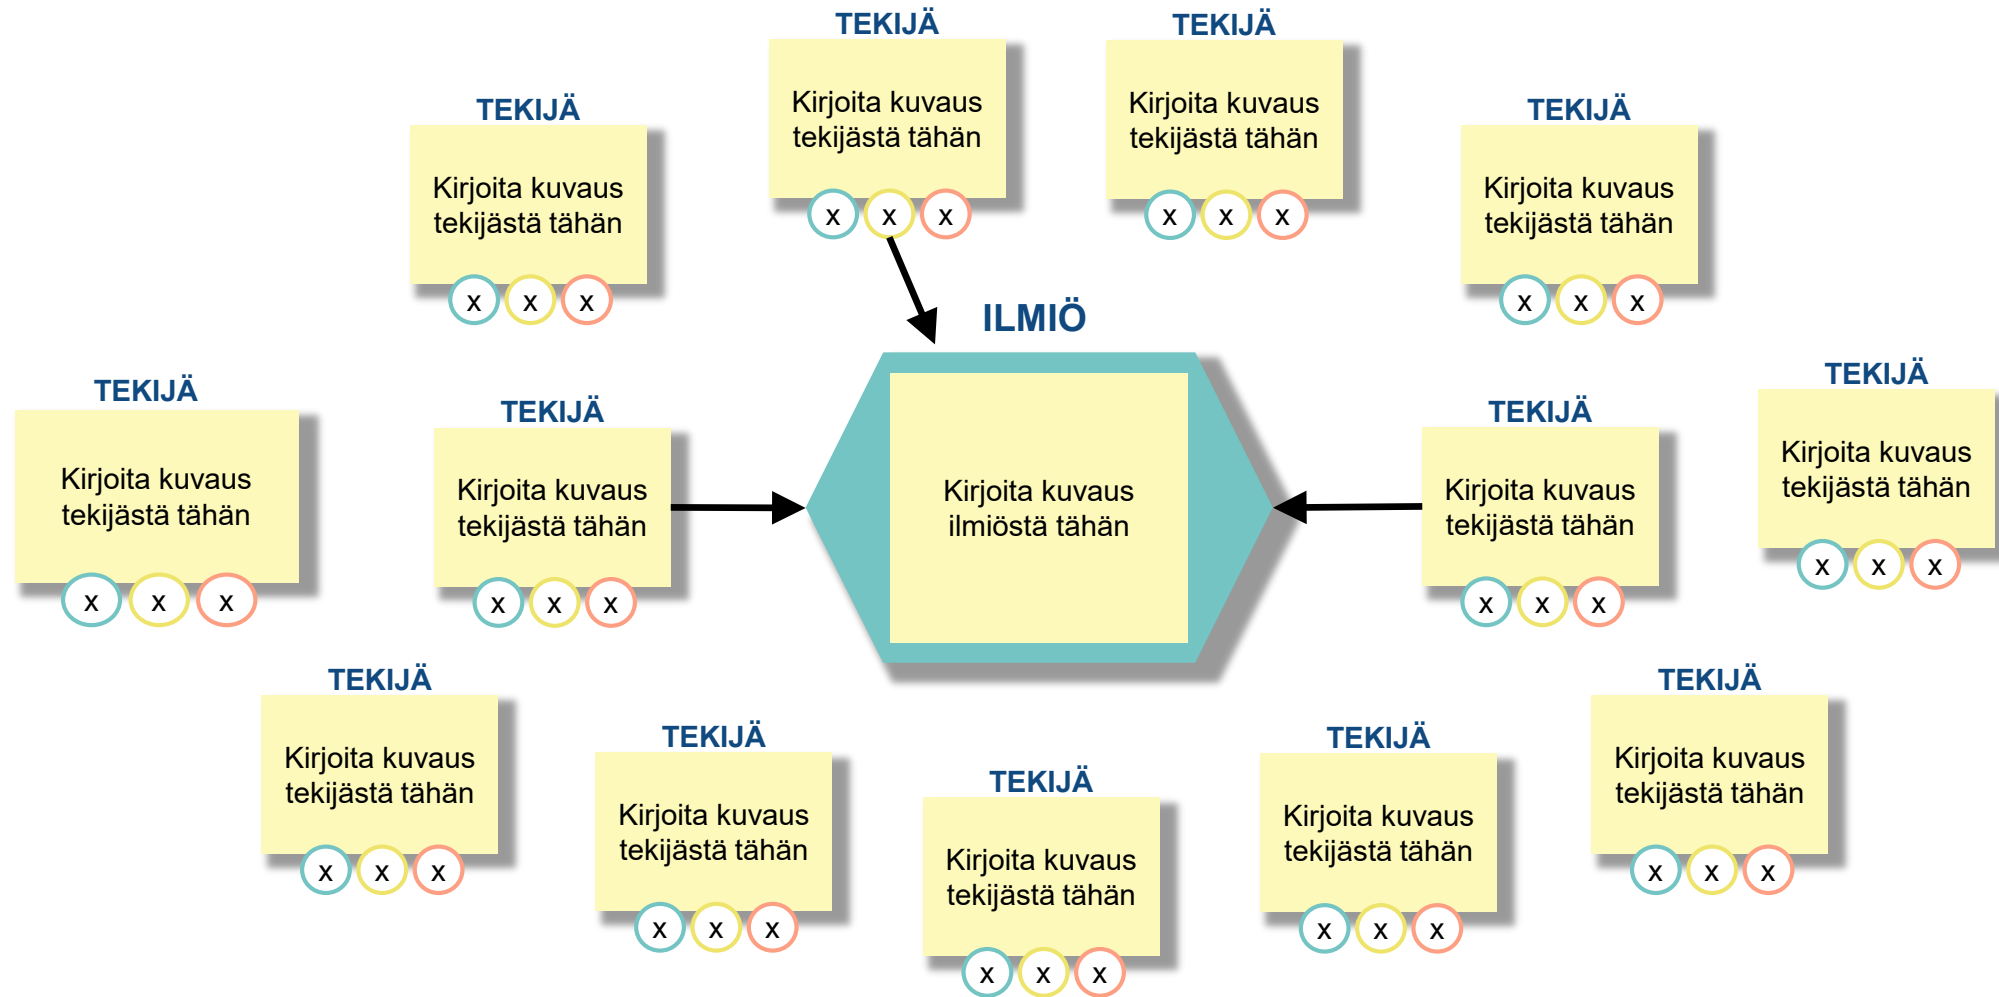 TEKIJÄ
Kirjoita kuvaus
tekijästä tähän
x x x
TEKIJÄ
Kirjoita kuvaus
tekijästä tähän
x x x
TEKIJÄ
Kirjoita kuvaus
tekijästä tähän
x x x
TEKIJÄ
Kirjoita kuvaus
tekijästä tähän
x x x
ILMIÖ
Kirjoita kuvaus
ilmiöstä tähän
TEKIJÄ
Kirjoita kuvaus
tekijästä tähän
x x x
TEKIJÄ
Kirjoita kuvaus
tekijästä tähän
x x x
TEKIJÄ
Kirjoita kuvaus
tekijästä tähän
x x x
TEKIJÄ
Kirjoita kuvaus
tekijästä tähän
x x x
TEKIJÄ
Kirjoita kuvaus
tekijästä tähän
x x x
TEKIJÄ
Kirjoita kuvaus
tekijästä tähän
x x x
TEKIJÄ
Kirjoita kuvaus
tekijästä tähän
x x x
TEKIJÄ
Kirjoita kuvaus
tekijästä tähän
x x x
TEKIJÄ
Kirjoita kuvaus
tekijästä tähän
x x x